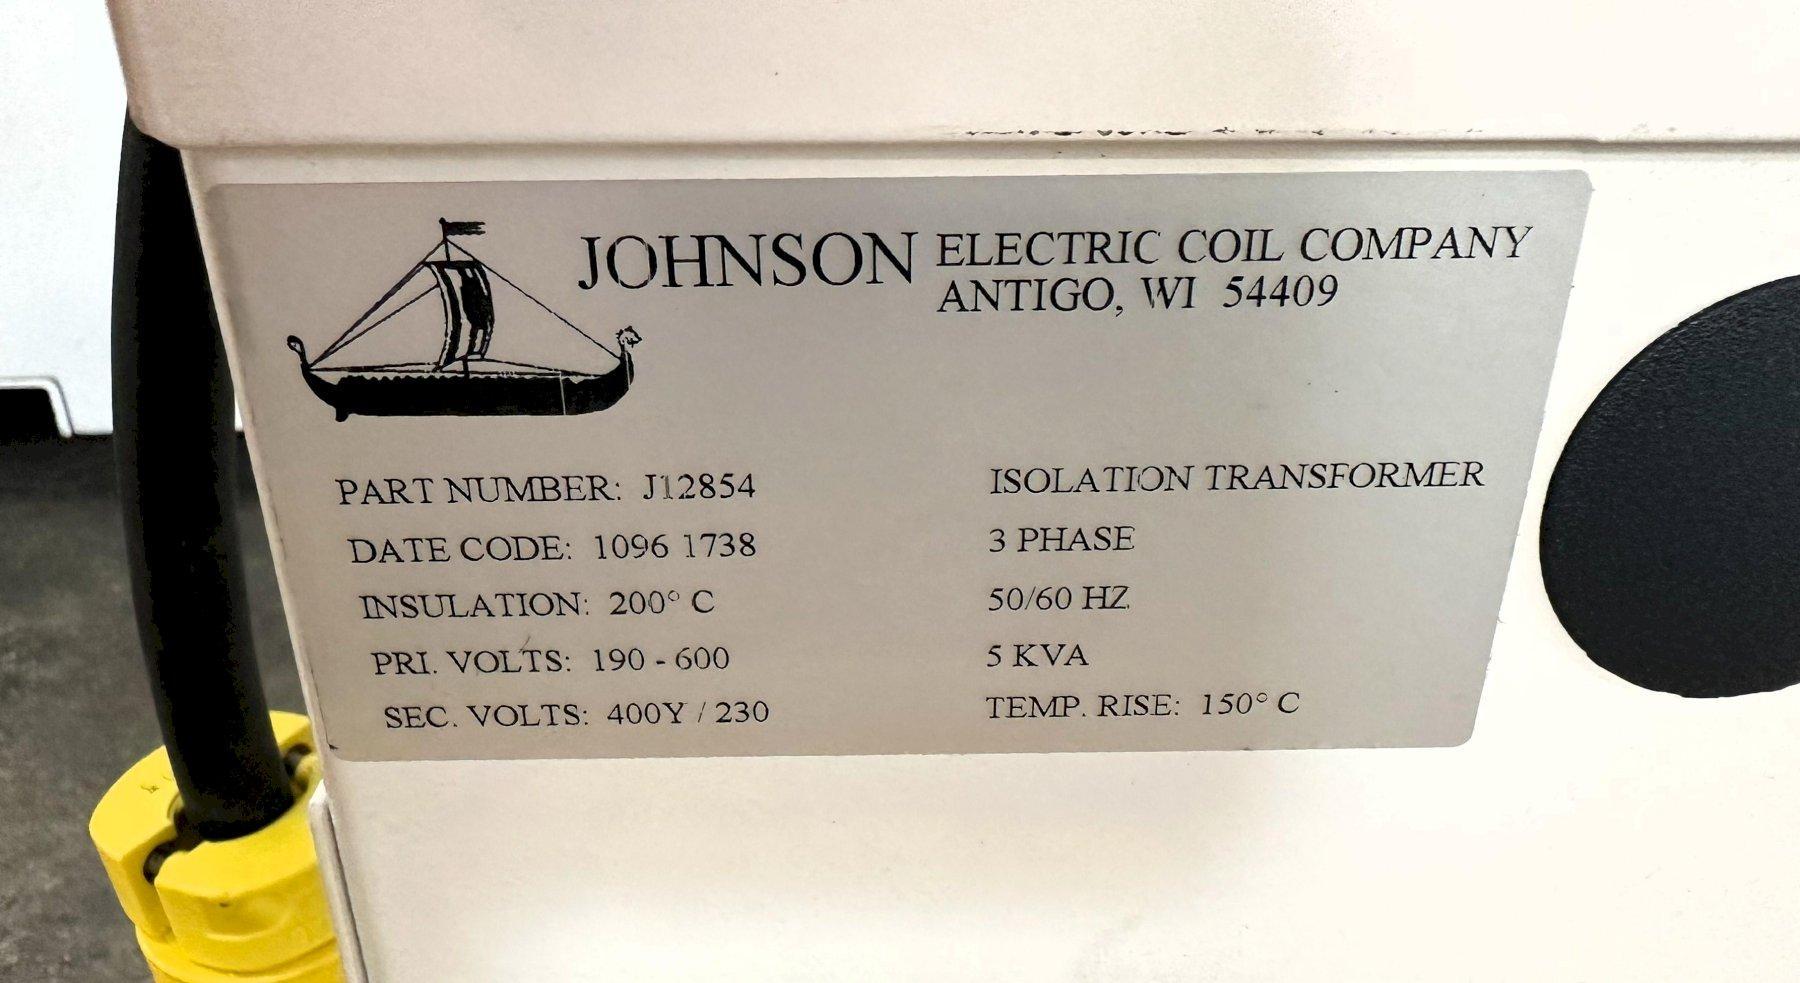 JOHNSON ELECTRIC COIL COMPANY
ANTIGO, WI 54409
PART NUMBER: J12854
DATE CODE: 1096 1738
INSULATION: 200° C
PRI. VOLTS: 190 - 600
SEC. VOLTS: 400Y / 230
ISOLATION TRANSFORMER
3 PHASE
50/60 HZ
5 KVA
TEMP. RISE: 150° C